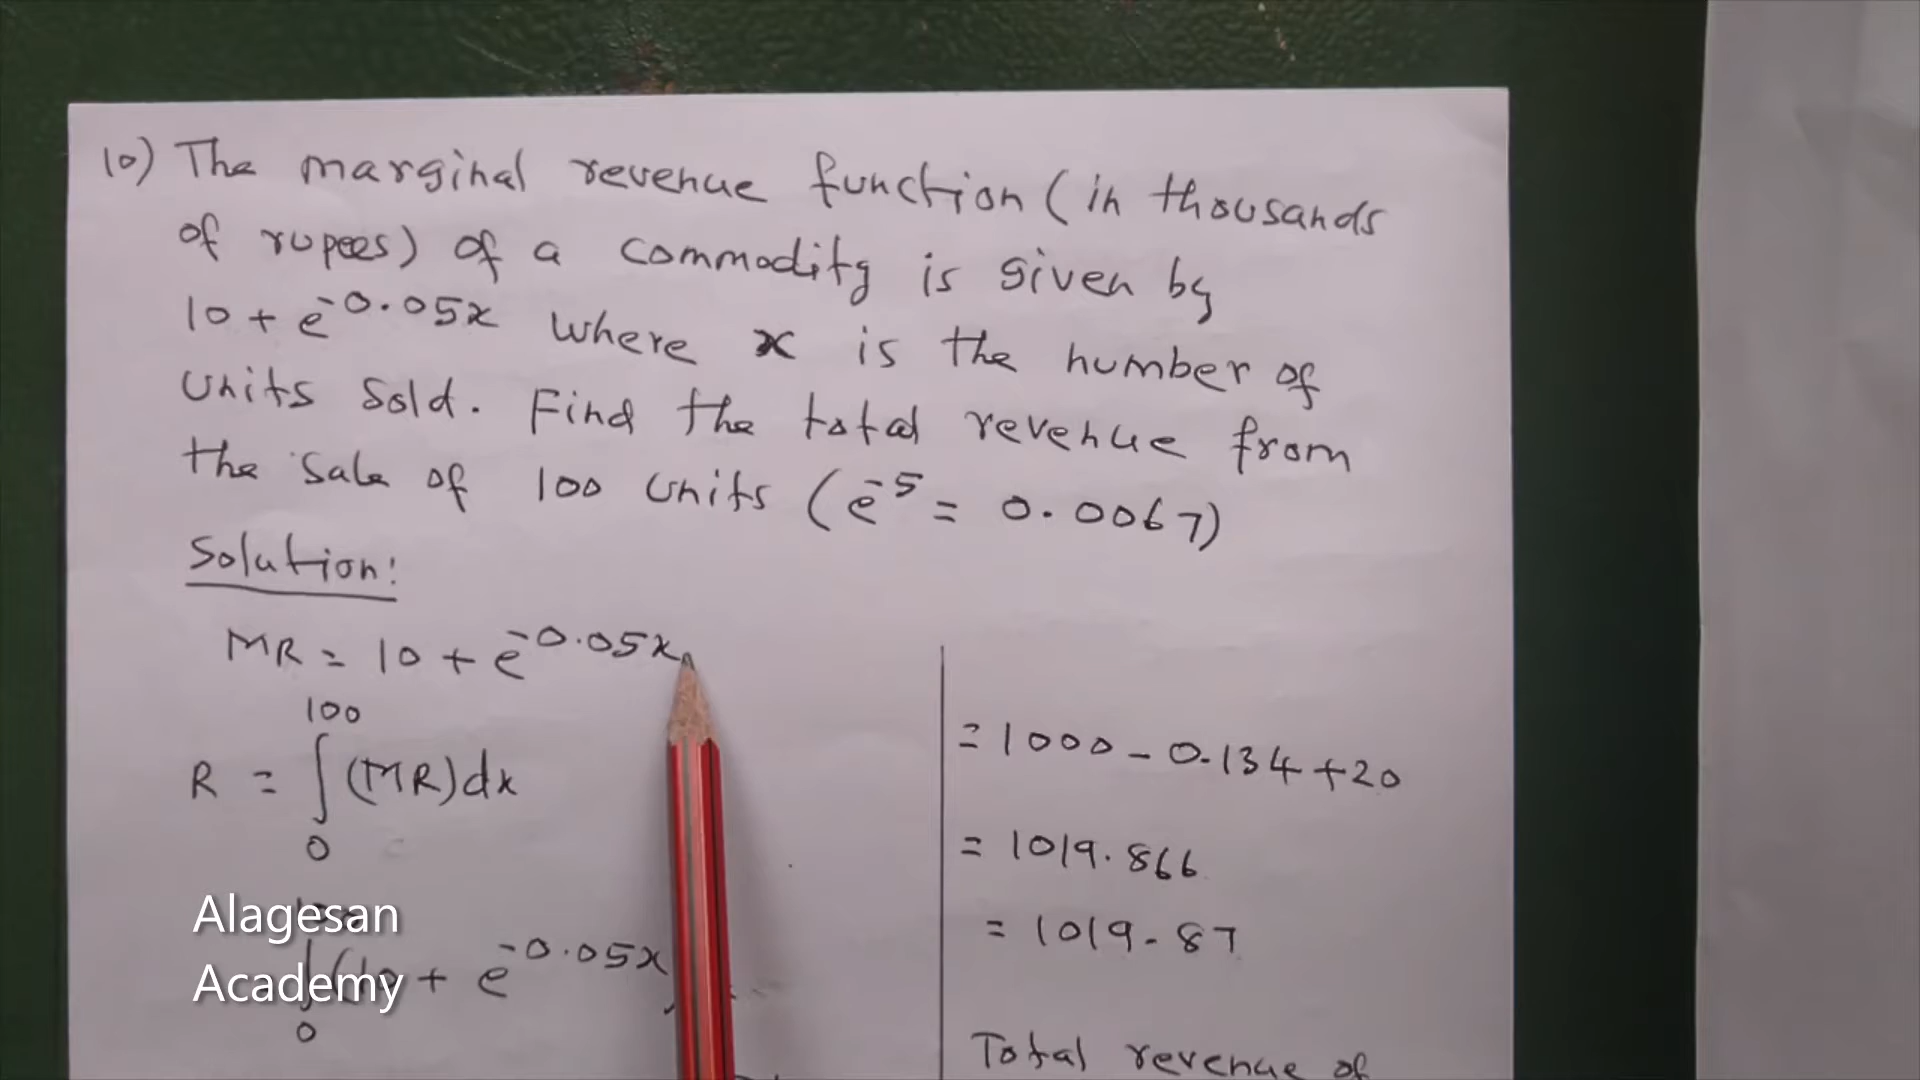 10) The marginal revenue function (in thousands
of rupees) of a commodity is given by
10 + e^-0.05x where x is the number of
units sold. Find the total revenue from
the sale of 100 units (e^-5 = 0.0067)
Solution:
MR = 10 + e^-0.05x
100
R = ∫(MR)dx
0
∫(10 + e^-0.05x
0
= 1000 - 0.134 + 20
= 1019.866
= 1019.87
Total revenue of
Alagesan
Academy